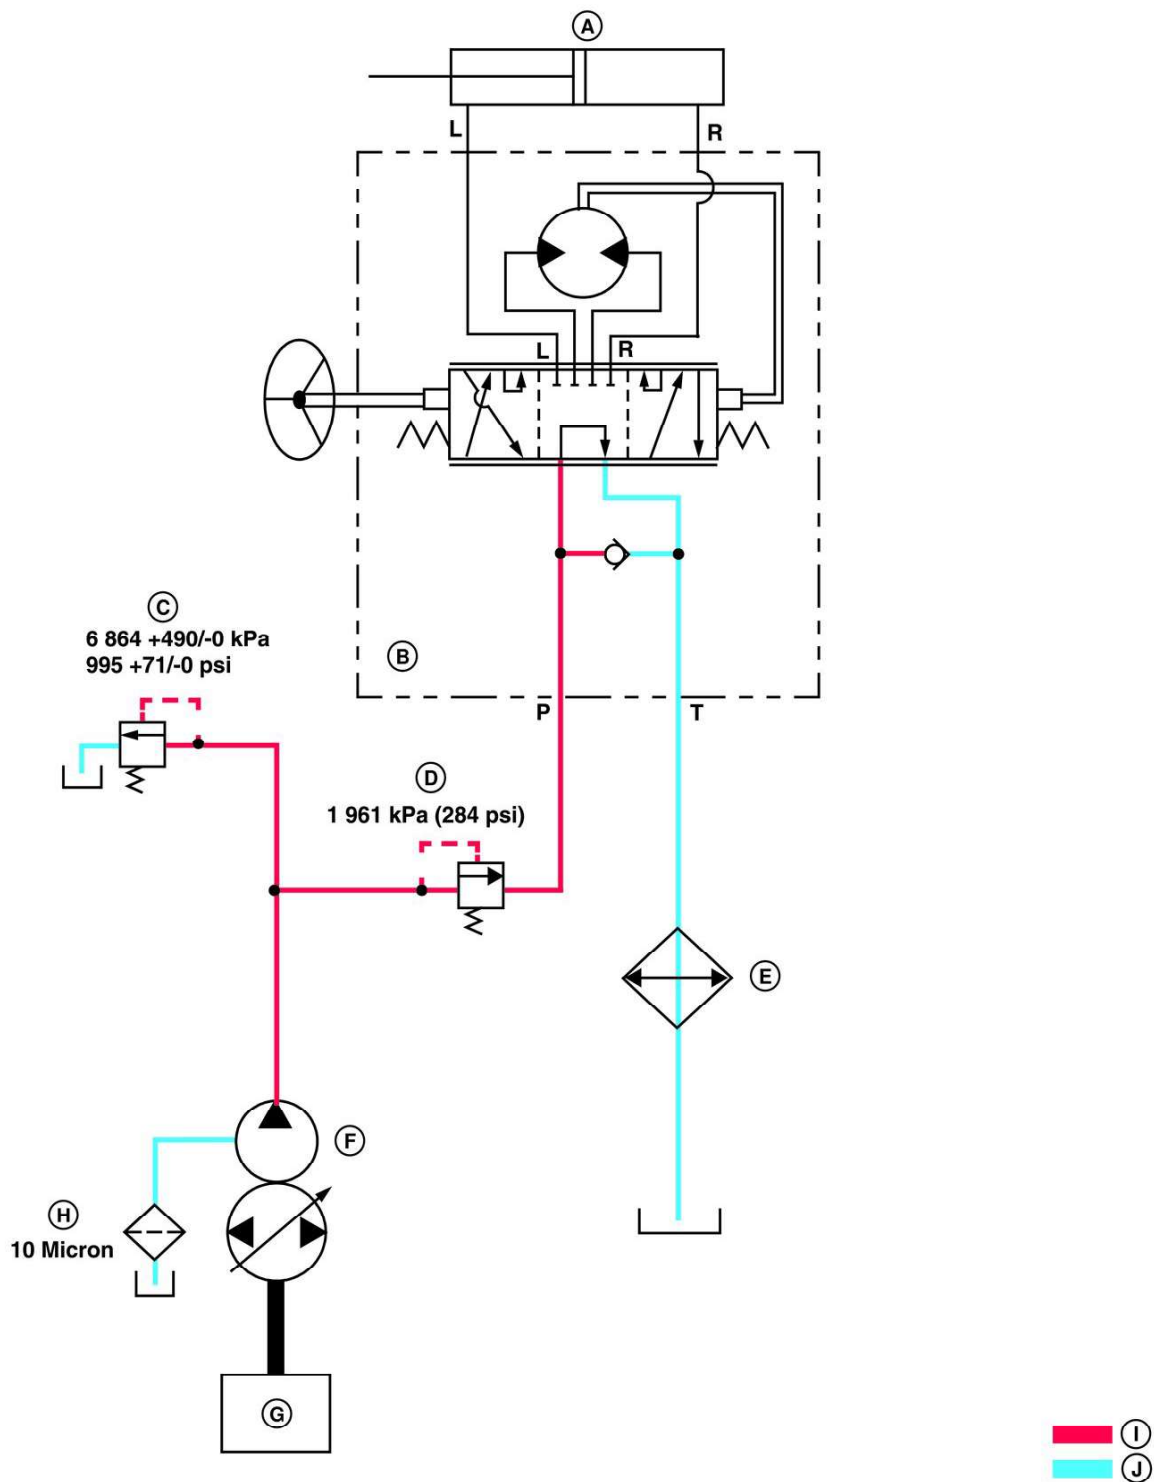 A
L
R
L
R
C
6 864 +490/-0 kPa
995 +71/-0 psi
B
P
T
D
1 961 kPa (284 psi)
E
F
H
10 Micron
G
I
J